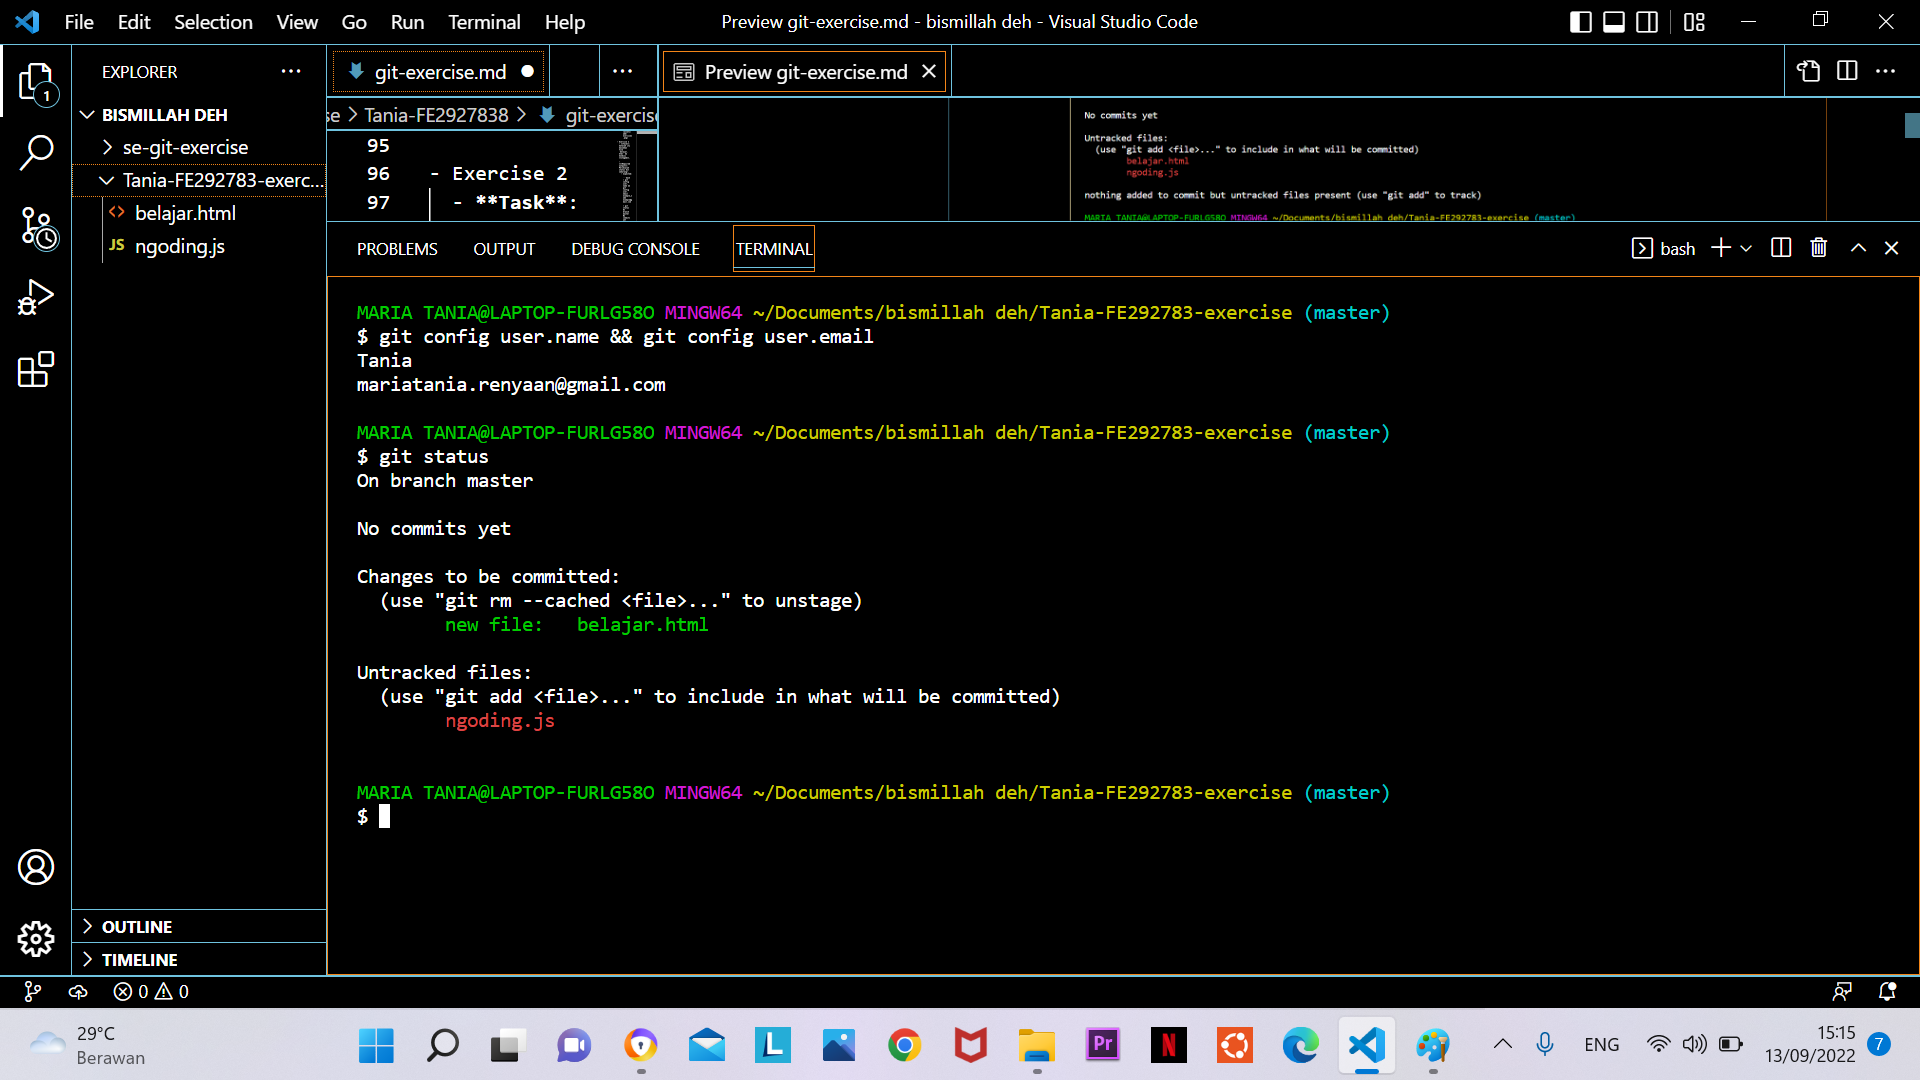 File Edit Selection View Go Run Terminal Help
Preview git-exercise.md - bismillah deh - Visual Studio Code
EXPLORER
1
BISMILLAH DEH
se-git-exercise
Tania-FE292783-exerc...
belajar.html
JS ngoding.js
OUTLINE
TIMELINE
git-exercise.md
se > Tania-FE2927838 > git-exercise
95
96 - Exercise 2
97 - **Task**:
Preview git-exercise.md
No commits yet
Untracked files:
(use "git add <file>..." to include in what will be committed)
belajar.html
ngoding.js
nothing added to commit but untracked files present (use "git add" to track)
MARIA TANIA@LAPTOP-FURLG58O MINGW64 ~/Documents/bismillah deh/Tania-FE292783-exercise (master)
PROBLEMS OUTPUT DEBUG CONSOLE TERMINAL
bash
MARIA TANIA@LAPTOP-FURLG58O MINGW64 ~/Documents/bismillah deh/Tania-FE292783-exercise (master)
$ git config user.name && git config user.email
Tania
mariatania.renyaan@gmail.com
MARIA TANIA@LAPTOP-FURLG58O MINGW64 ~/Documents/bismillah deh/Tania-FE292783-exercise (master)
$ git status
On branch master
No commits yet
Changes to be committed:
(use "git rm --cached <file>..." to unstage)
new file: belajar.html
Untracked files:
(use "git add <file>..." to include in what will be committed)
ngoding.js
MARIA TANIA@LAPTOP-FURLG58O MINGW64 ~/Documents/bismillah deh/Tania-FE292783-exercise (master)
$
0 0
29°C
Berawan
L
Pr
N
ENG
15:15
13/09/2022
7